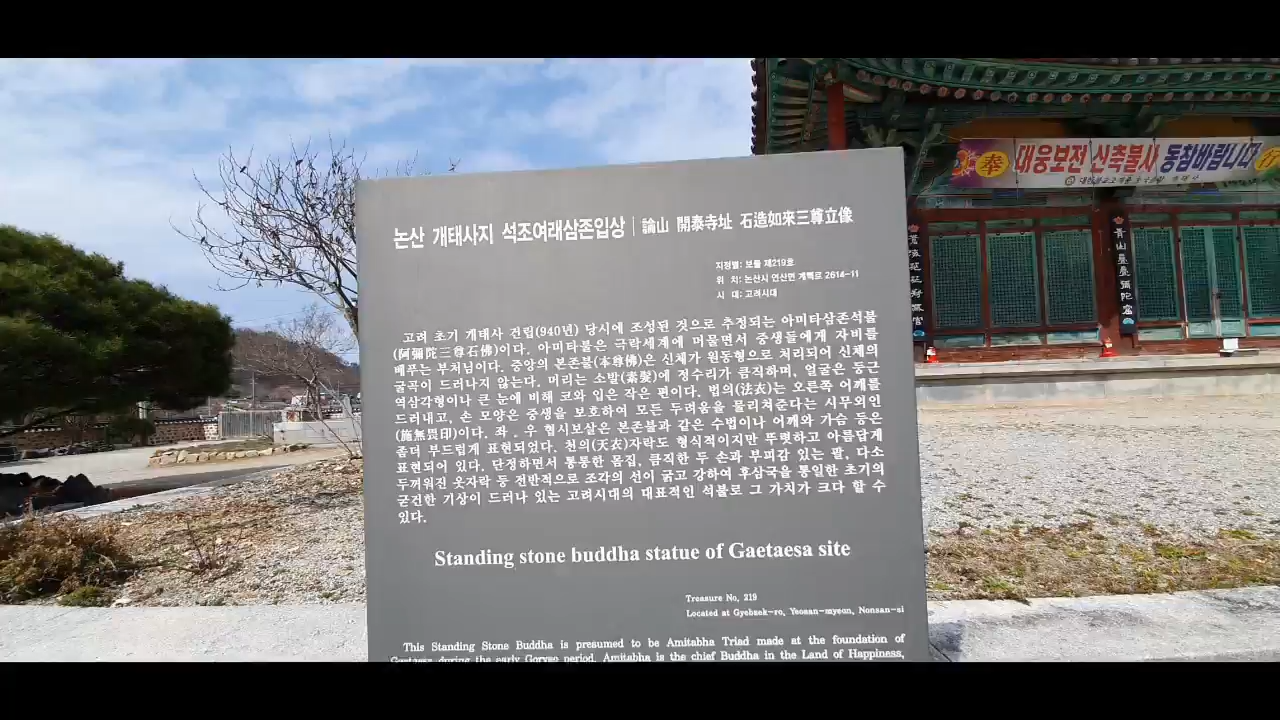 奉 대웅보전 신축불사 동참바랍니다 행
논산 개태사지 석조여래삼존입상 | 論山 開泰寺址 石造如來三尊立像
지정별: 보물 제219호
위 치: 논산시 연산면 계백로 2614-11
시 대: 고려시대
고려 초기 개태사 건립(940년) 당시에 조성된 것으로 추정되는 아미타삼존석불
(阿彌陀三尊石佛)이다. 아미타불은 극락세계에 머물면서 중생들에게 자비를
배푸는 부처님이다. 중앙의 본존불(本尊佛)은 신체가 원통형으로 처리되어 신체의
굴곡이 드러나지 않는다. 머리는 소발(素髮)에 정수리가 큼직하며, 얼굴은 둥근
역삼각형이나 큰 눈에 비해 코와 입은 작은 편이다. 법의(法衣)는 오른쪽 어깨를
드러내고, 손 모양은 중생을 보호하여 모든 두려움을 물리쳐준다는 시무외인
(施無畏印)이다. 좌 . 우 협시보살은 본존불과 같은 수법이나 어깨와 가슴 등은
좀더 부드럽게 표현되었다. 천의(天衣)자락도 형식적이지만 뚜렷하고 아름답게
표현되어 있다. 단정하면서 통통한 몸집, 큼직한 두 손과 부피감 있는 팔, 다소
두꺼워진 옷자락 등 전반적으로 조각의 선이 굵고 강하여 후삼국을 통일한 초기의
굳건한 기상이 드러나 있는 고려시대의 대표적인 석불로 그 가치가 크다 할 수
있다.
Standing stone buddha statue of Gaetaesa site
Treasure No, 219
Located at Gyebaek-ro, Yeonsan-myeon, Nonsan-si
This Standing Stone Buddha is presumed to be Amitabha Triad made at the foundation of
Gaetaesa during the early Goryeo period. Amitabha is the chief Buddha in the Land of Happiness,